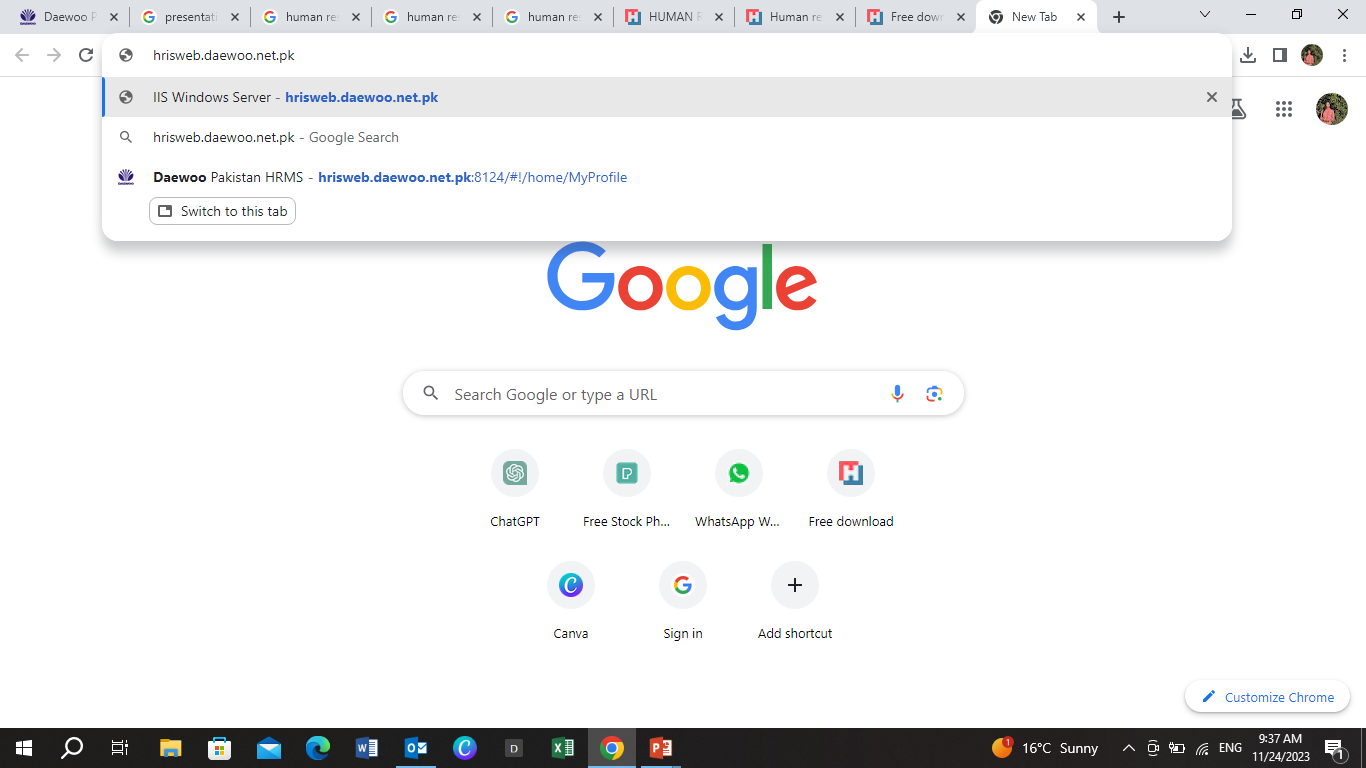 Daewoo P
presentati
human re
human re
human re
HUMAN F
Human re
Free down
New Tab
hrisweb.daewoo.net.pk
IIS Windows Server - hrisweb.daewoo.net.pk
hrisweb.daewoo.net.pk - Google Search
Daewoo Pakistan HRMS - hrisweb.daewoo.net.pk:8124/#!/home/MyProfile
Switch to this tab
Google
Search Google or type a URL
ChatGPT
Free Stock Ph...
WhatsApp W...
Free download
Canva
Sign in
Add shortcut
Customize Chrome
1
16°C Sunny
ENG
9:37 AM
11/24/2023
1